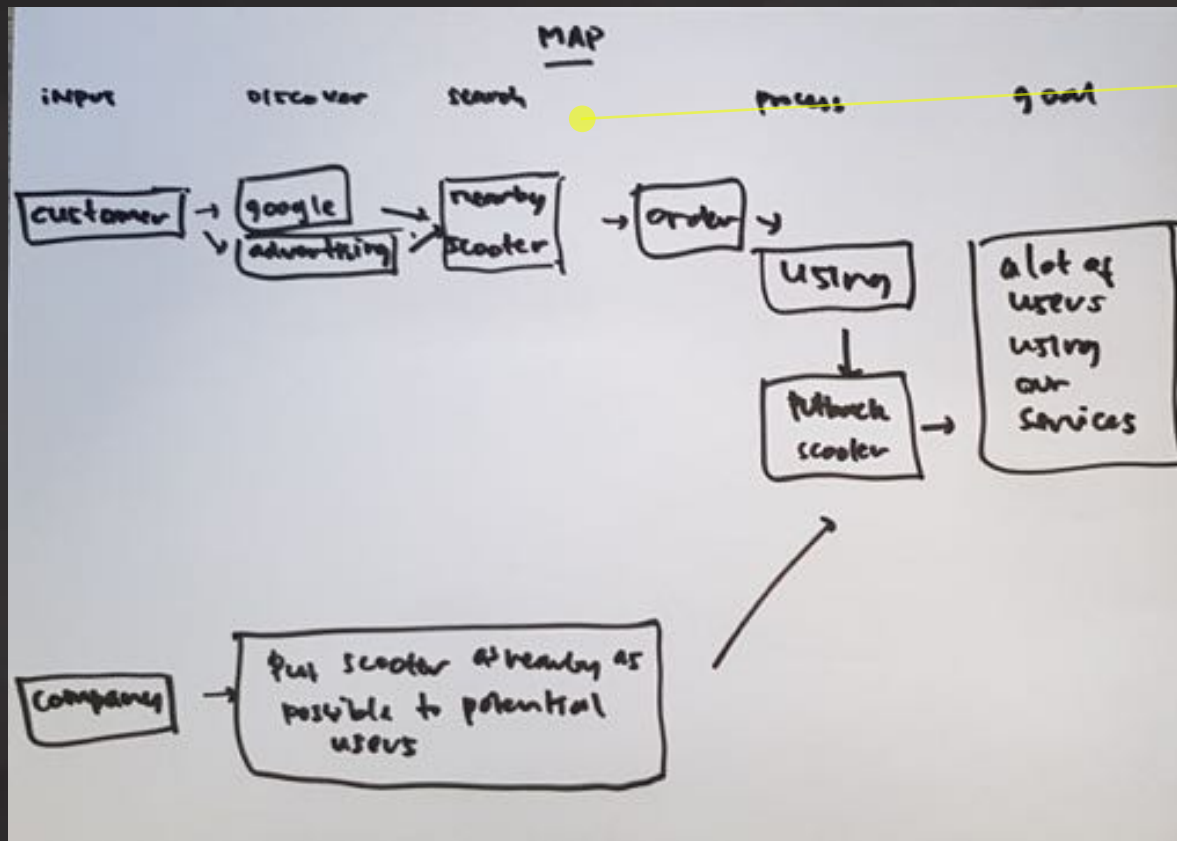 MAP
input
Discover
search
process
goal
customer
google
advertising
nearby
scooter
order
using
Putback
scooter
a lot of
users
using
our
services
company
Put scooter as nearby as
possible to potential
users